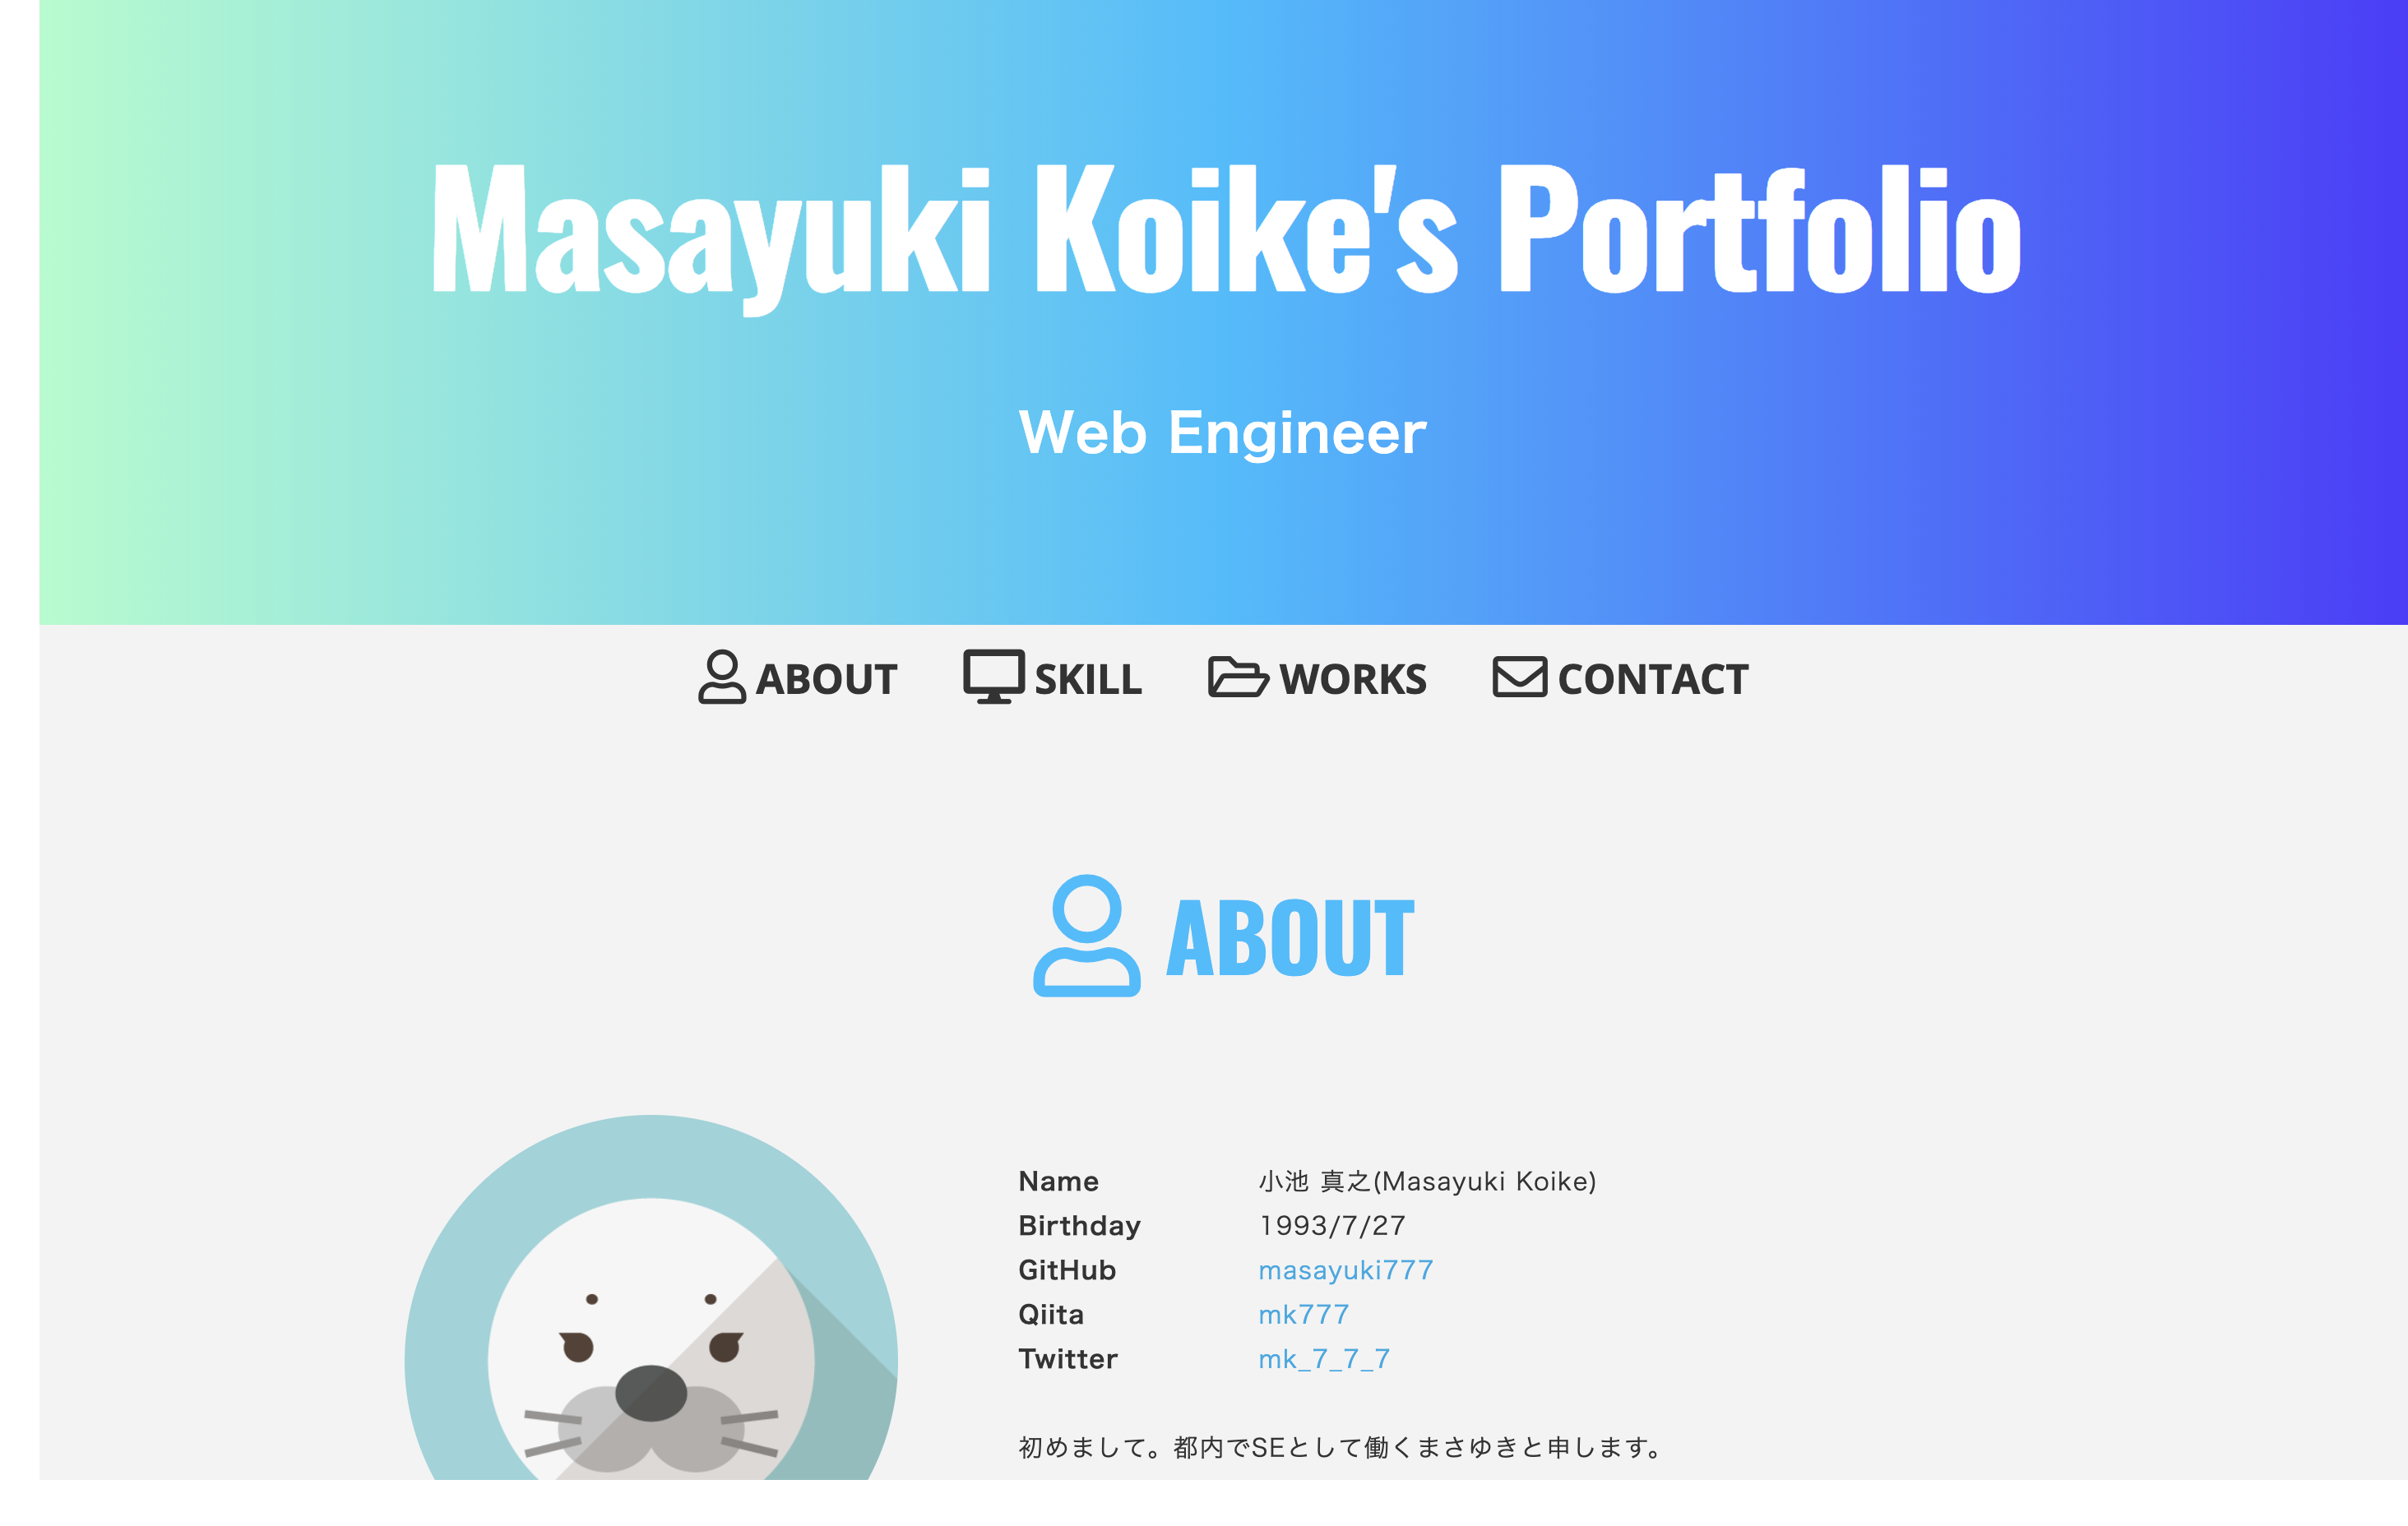 Masayuki Koike's Portfolio
Web Engineer
ABOUT SKILL WORKS CONTACT
ABOUT
Name 小池 真之(Masayuki Koike)
Birthday 1993/7/27
GitHub masayuki777
Qiita mk777
Twitter mk_7_7_7
初めまして。都内でSEとして働くまさゆきと申します。